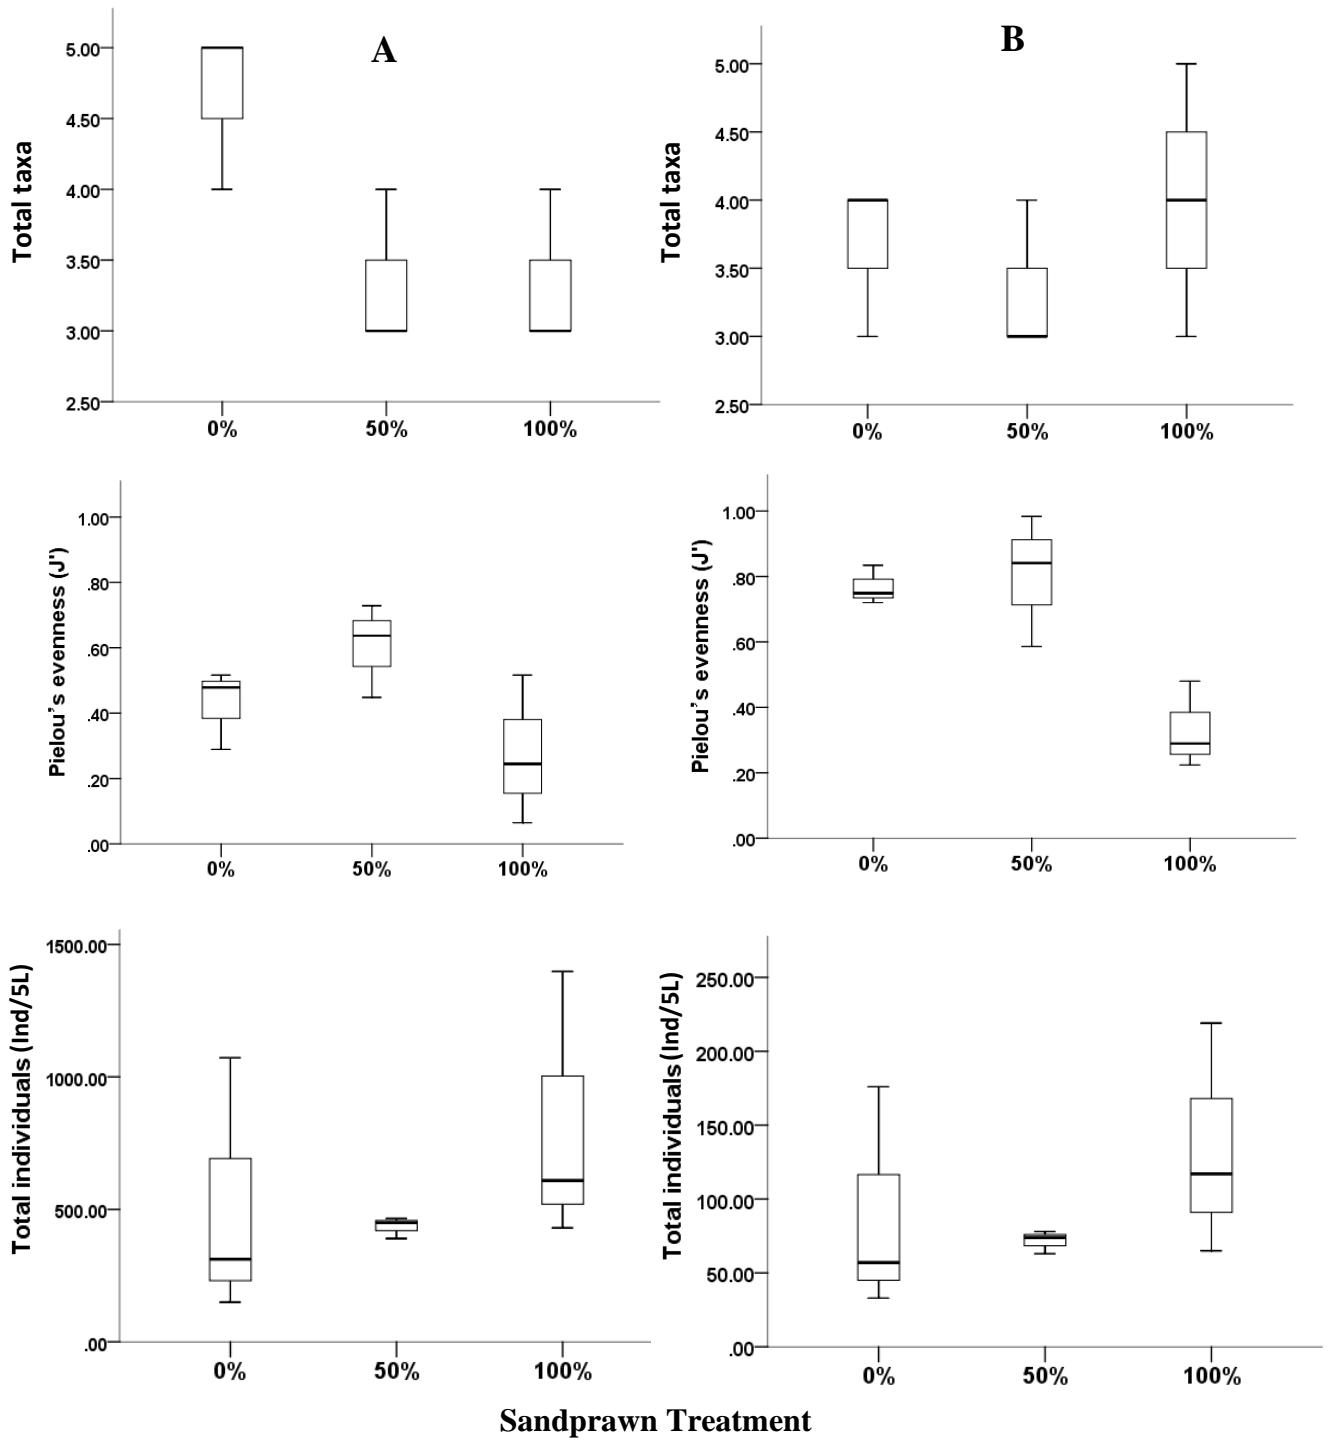 A
Total taxa
5.00
4.50
4.00
3.50
3.00
2.50
0% 50% 100%
B
Total taxa
5.00
4.50
4.00
3.50
3.00
2.50
0% 50% 100%
Pielou's evenness (J')
1.00
.80
.60
.40
.20
.00
0% 50% 100%
Pielou's evenness (J')
1.00
.80
.60
.40
.20
.00
0% 50% 100%
Total individuals (Ind/5L)
1500.00
1000.00
500.00
.00
0% 50% 100%
Total individuals (Ind/5L)
250.00
200.00
150.00
100.00
50.00
.00
0% 50% 100%
Sandprawn Treatment